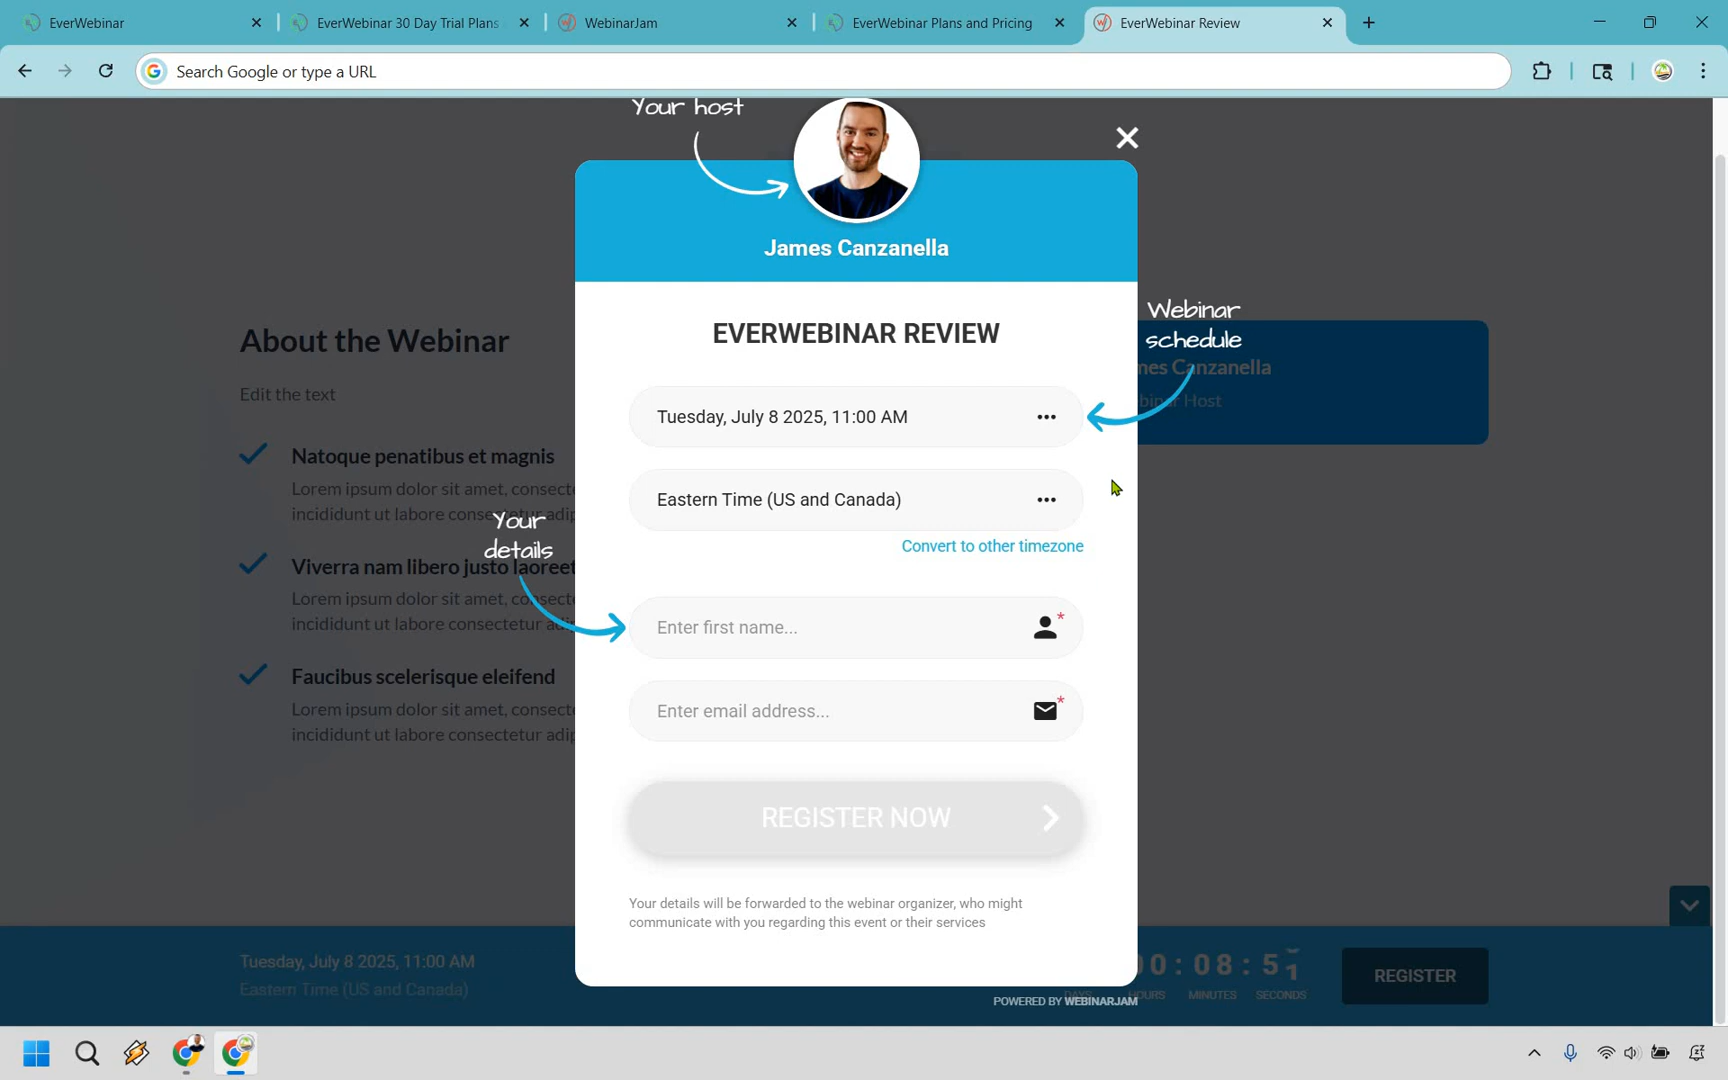 EverWebinar
EverWebinar 30 Day Trial Plans
WebinarJam
EverWebinar Plans and Pricing
EverWebinar Review
Search Google or type a URL
Your host
James Canzanella
EVERWEBINAR REVIEW
Webinar
schedule
Tuesday, July 8 2025, 11:00 AM
Eastern Time (US and Canada)
Convert to other timezone
Your
details
Enter first name...
*
Enter email address...
*
REGISTER NOW
Your details will be forwarded to the webinar organizer, who might
communicate with you regarding this event or their services
POWERED BY WEBINARJAM
About the Webinar
Edit the text
Natoque penatibus et magnis
Lorem ipsum dolor sit amet,
incididunt ut labore
Viverra nam libero justo laoreet
Lorem ipsum dolor sit amet,
incididunt ut labore consectetur
Faucibus scelerisque eleifend
Lorem ipsum dolor sit amet,
incididunt ut labore consectetur
Canzanella
Host
Tuesday, July 8 2025, 11:00 AM
Eastern Time (US and Canada)
00 : 08 : 51
DAYS HOURS MINUTES SECONDS
REGISTER